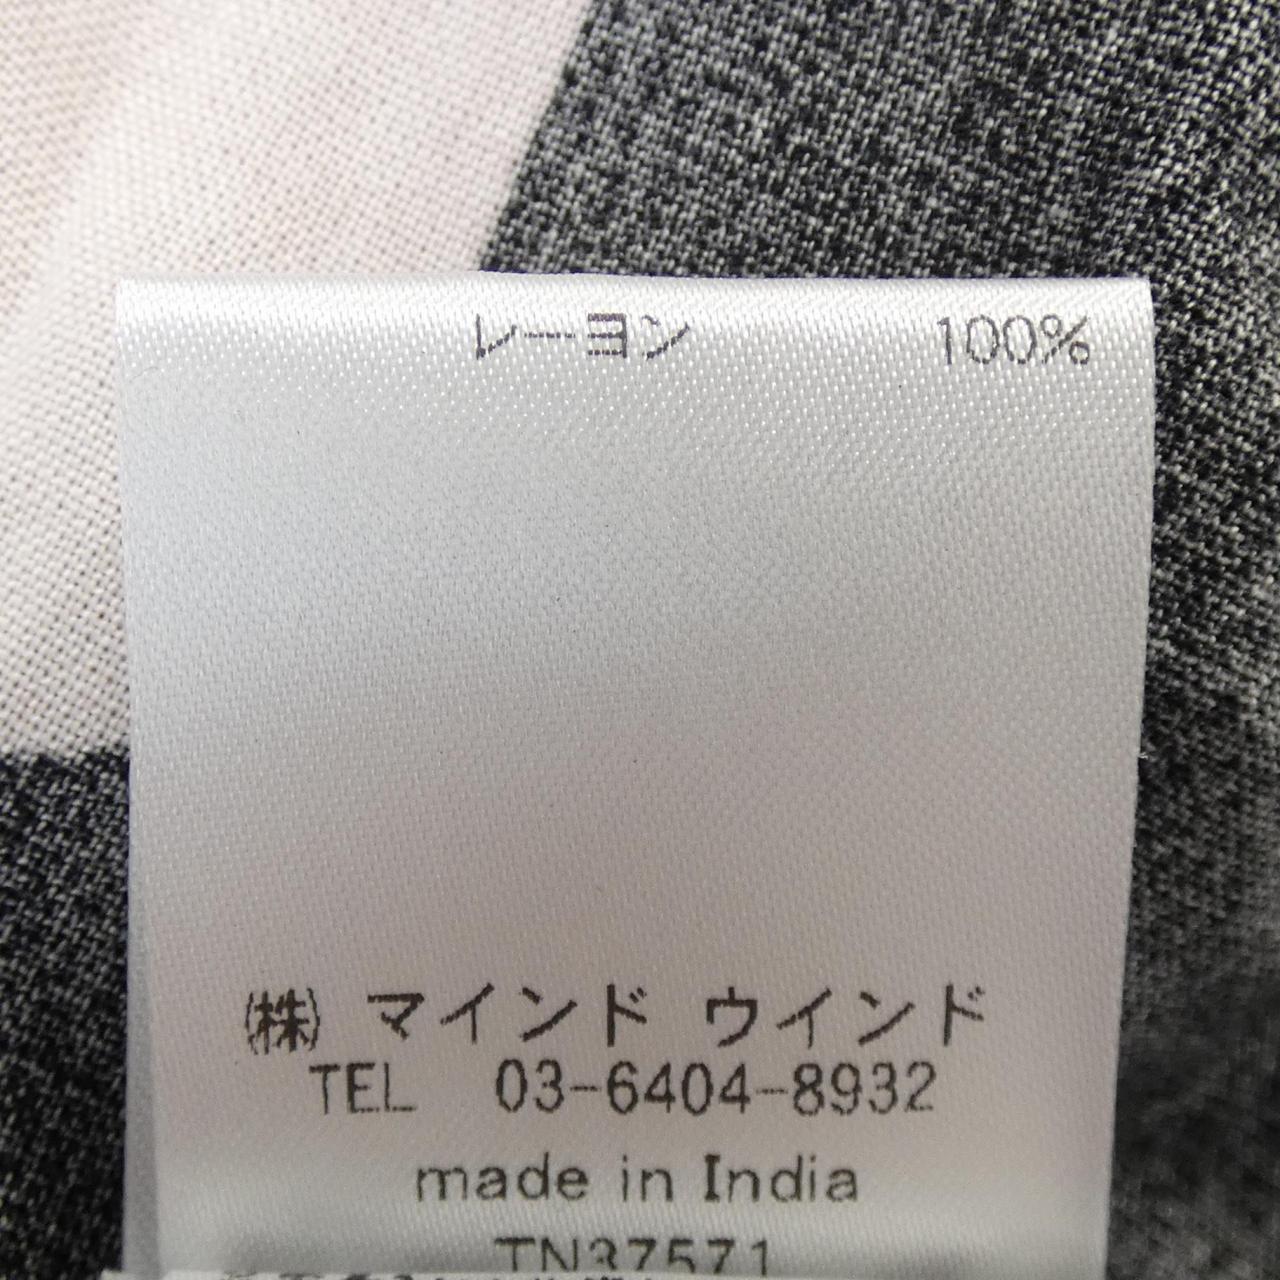 レーヨン 100%
㈱ マインド ウインド
TEL 03-6404-8932
made in India
TN37571